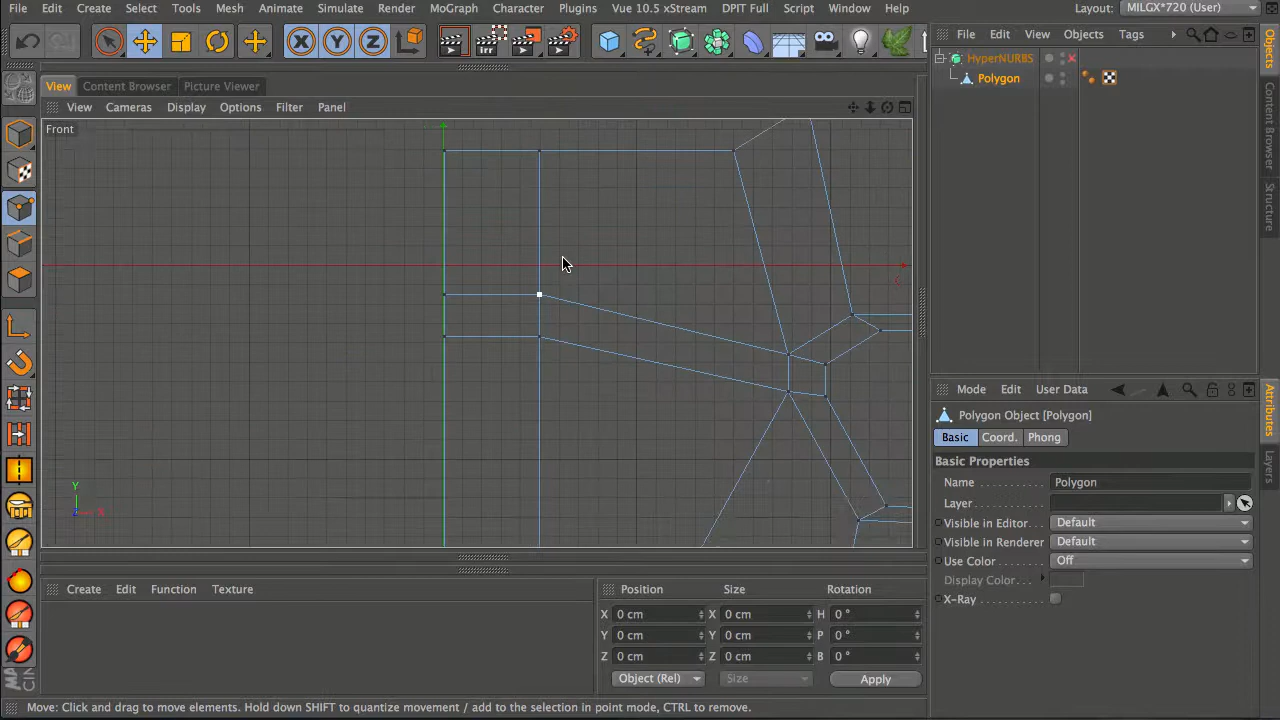 File Edit Create Select Tools Mesh Animate Simulate Render MoGraph Character Plugins Vue 10.5 xStream DPIT Full Script Window Help Layout: MILGX*720 (User)
X Y Z
File Edit View Objects Tags
View Content Browser Picture Viewer
HyperNURBS
Polygon
View Cameras Display Options Filter Panel
Front
Y
X
Objects
Content Browser
Structure
Mode Edit User Data
Polygon Object [Polygon]
Basic Coord. Phong
Basic Properties
Name Polygon
Layer
Visible in Editor Default
Visible in Renderer Default
Use Color Off
Display Color
X-Ray
Attributes
Layers
Create Edit Function Texture
Position Size Rotation
X 0 cm X 0 cm H 0 °
Y 0 cm Y 0 cm P 0 °
Z 0 cm Z 0 cm B 0 °
Object (Rel) Size Apply
Move: Click and drag to move elements. Hold down SHIFT to quantize movement / add to the selection in point mode, CTRL to remove.